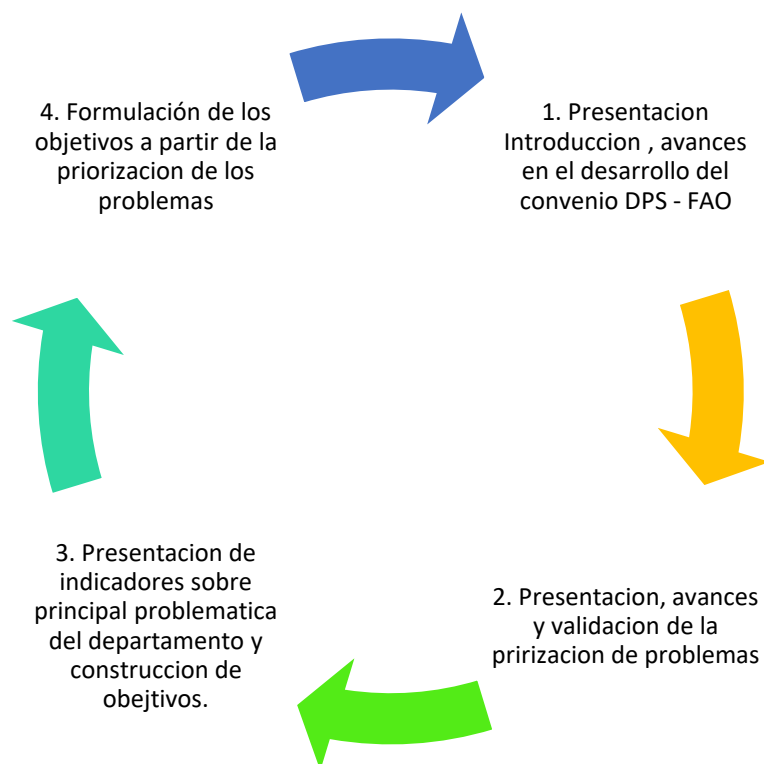 1. Presentacion
Introduccion , avances
en el desarrollo del
convenio DPS - FAO
2. Presentacion, avances
y validacion de la
pririzacion de problemas
3. Presentacion de
indicadores sobre
principal problematica
del departamento y
construccion de
obejtivos.
4. Formulación de los
objetivos a partir de la
priorizacion de los
problemas